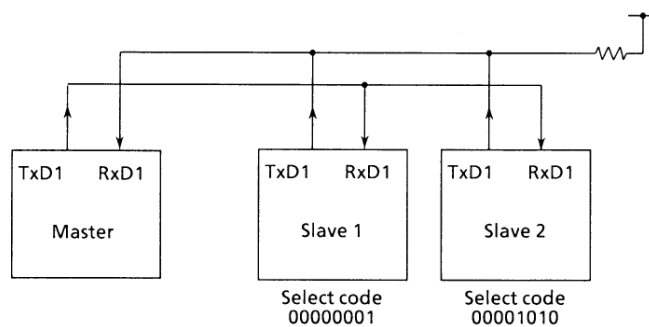 TxD1 RxD1
Master
TxD1 RxD1
Slave 1
Select code
00000001
TxD1 RxD1
Slave 2
Select code
00001010